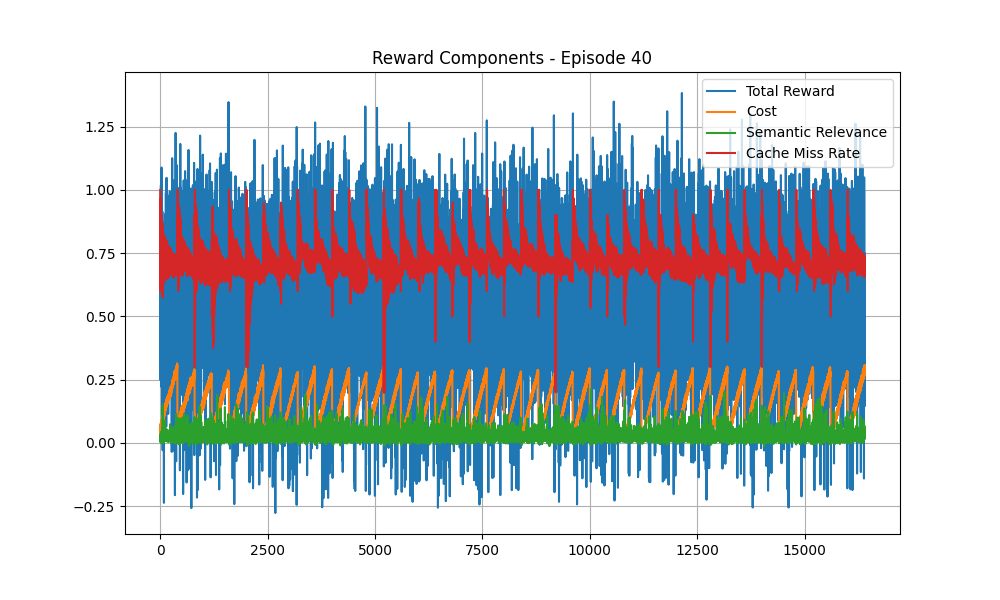 Reward Components - Episode 40
Total Reward
Cost
Semantic Relevance
Cache Miss Rate
1.25
1.00
0.75
0.50
0.25
0.00
−0.25
0 2500 5000 7500 10000 12500 15000